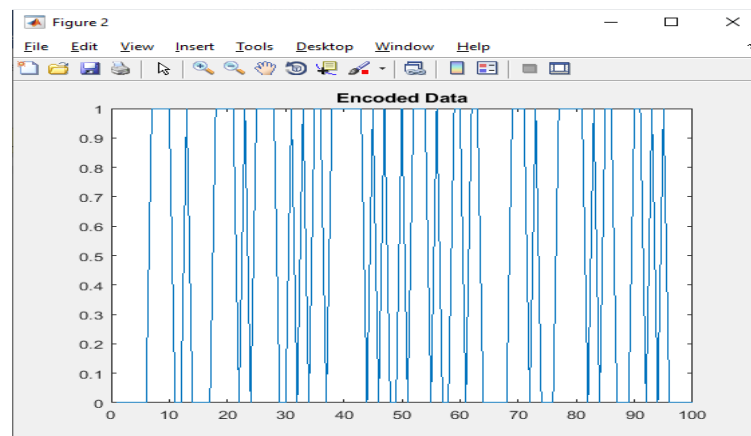 Figure 2
File Edit View Insert Tools Desktop Window Help
Encoded Data
1
0.9
0.8
0.7
0.6
0.5
0.4
0.3
0.2
0.1
0
0 10 20 30 40 50 60 70 80 90 100